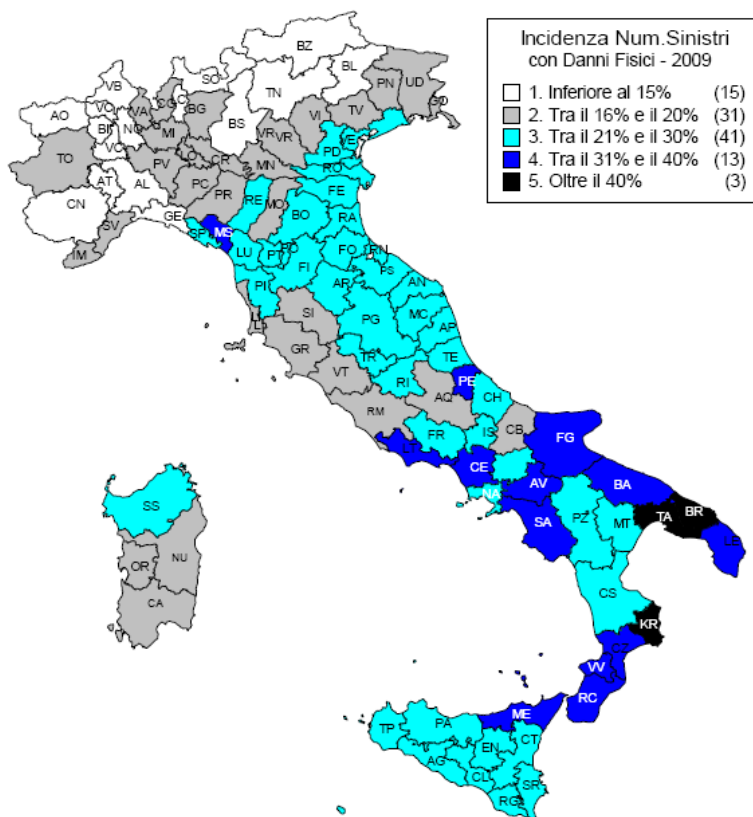 Incidenza Num.Sinistri
con Danni Fisici - 2009
1. Inferiore al 15% (15)
2. Tra il 16% e il 20% (31)
3. Tra il 21% e il 30% (41)
4. Tra il 31% e il 40% (13)
5. Oltre il 40% (3)
BZ
SO
BL
VB
TN
PN
UD
CO
BG
VA
TV
GO
AO
VI
BS
VR
VR
MI
VE
PD
TO
PV
CR
MN
RO
PC
AT
AL
PR
RE
MO
FE
CN
GE
BO
RA
SV
SP
MS
IM
LU
PT
FO
RN
FI
PS
PI
AR
AN
SI
MC
PG
AP
GR
TR
TE
VT
RI
PE
AQ
CH
RM
FR
IS
CB
FG
LT
CE
BA
AV
NA
SA
PZ
MT
TA
BR
LE
SS
OR
NU
CA
CS
KR
CZ
VV
RC
ME
TP
PA
CT
EN
AG
CL
SR
RG